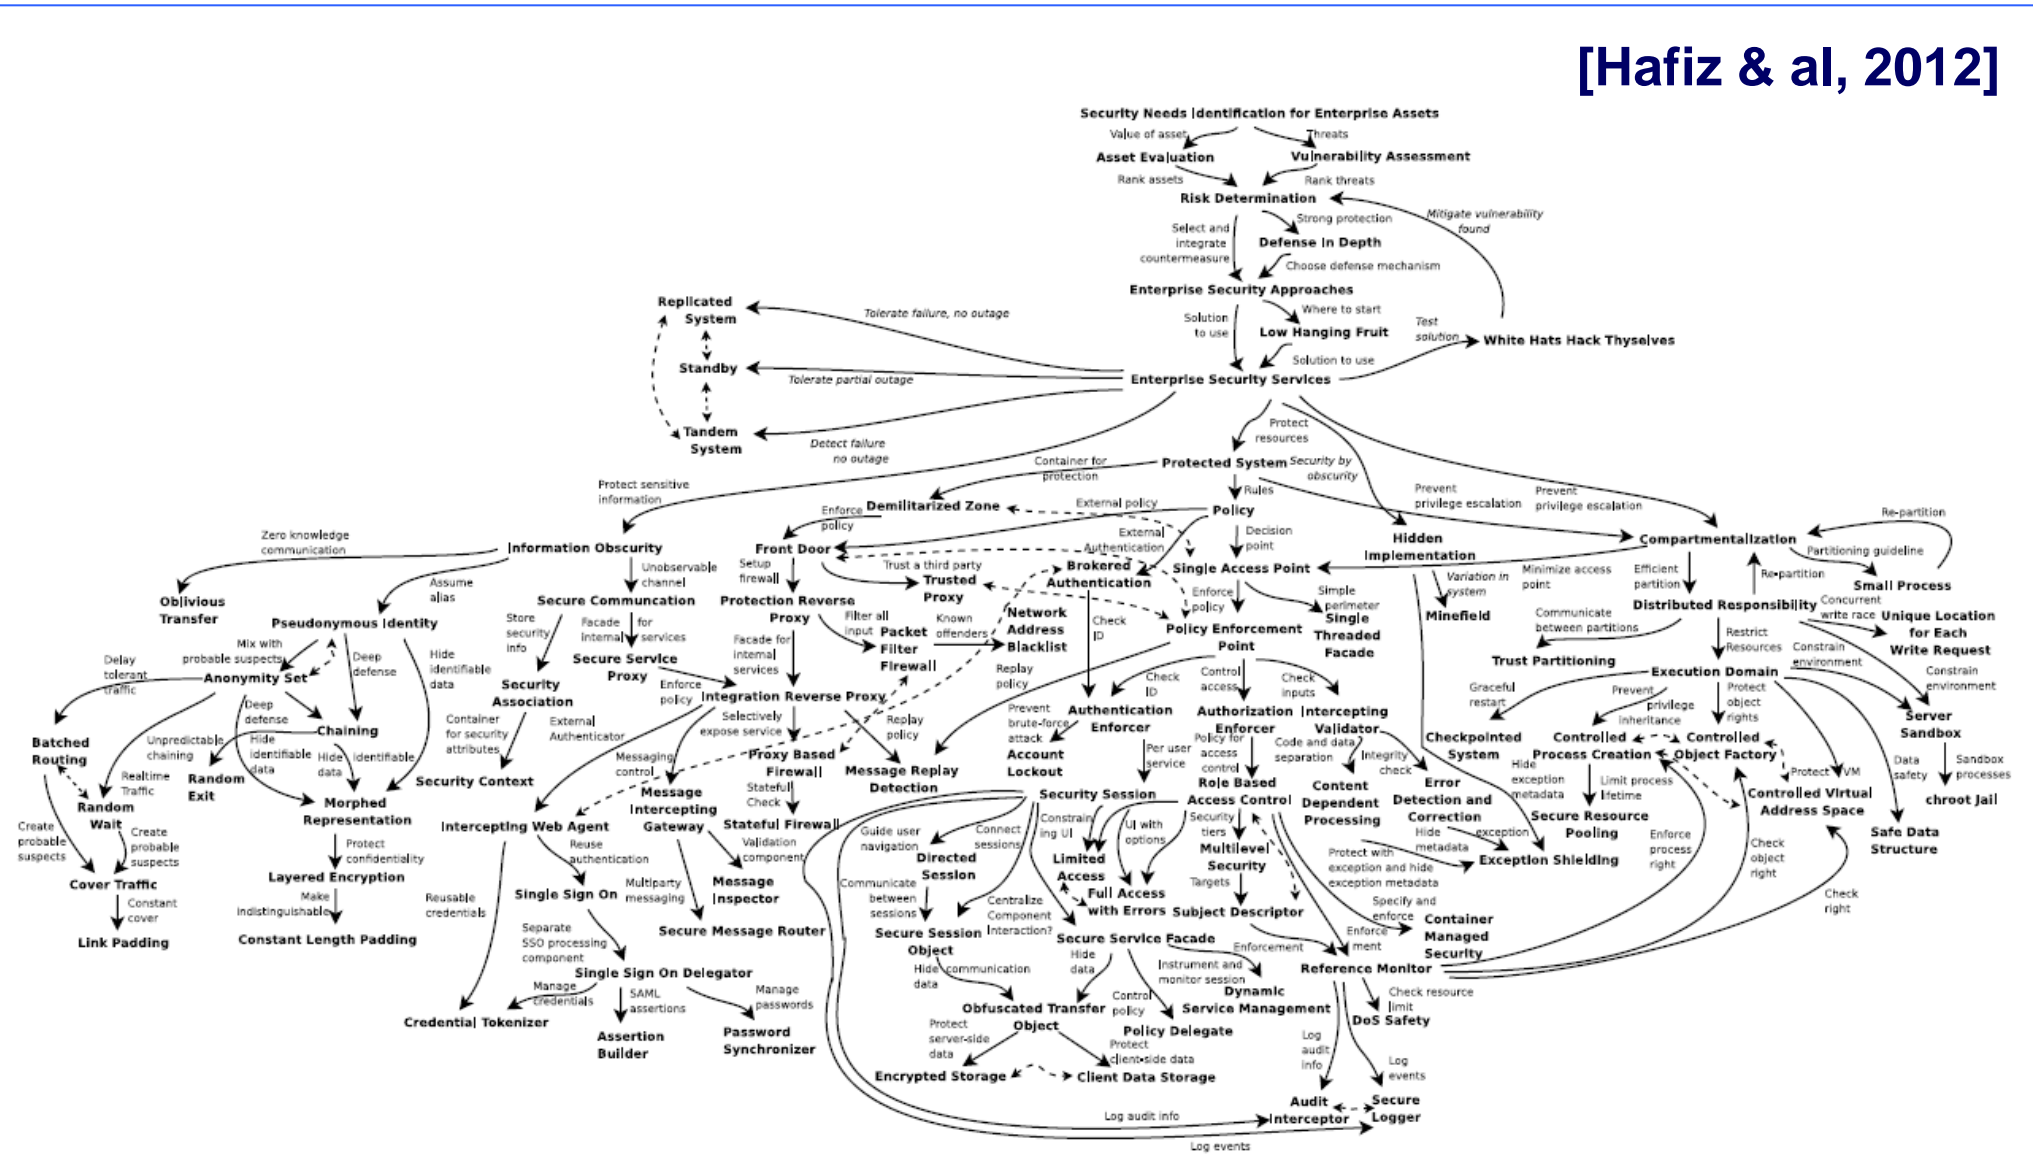 [Hafiz & al, 2012]
Security Needs Identification for Enterprise Assets
Value of asset
Threats
Asset Evaluation
Vulnerability Assessment
Rank assets
Rank threats
Risk Determination
Strong protection
Mitigate vulnerability
found
Select and
integrate
countermeasure
Defense In Depth
Choose defense mechanism
Enterprise Security Approaches
Replicated
System
Tolerate failure, no outage
Solution
to use
Where to start
Low Hanging Fruit
Test
solution
White Hats Hack Thyselves
Solution to use
Standby
Tolerate partial outage
Enterprise Security Services
Tandem
System
Detect failure
no outage
Protect
resources
Container for
protection
Protected System
Security by
obscurity
Protect sensitive
information
Rules
Prevent
privilege escalation
Prevent
privilege escalation
Demilitarized Zone
External policy
Enforce
policy
Policy
Re-partition
Zero knowledge
communication
Information Obscurity
Front Door
External
Authentication
Decision
point
Hidden
Implementation
Compartmentalization
Partitioning guideline
Assume
alias
Unobservable
channel
Setup
firewall
Trust a third party
Trusted
Proxy
Brokered
Authentication
Single Access Point
Variation in
system
Minimize access
point
Efficient
partition
Re-partition
Small Process
Oblivious
Transfer
Pseudonymous Identity
Secure Communcation
Protection Reverse
Proxy
Network
Address
Blacklist
Enforce
policy
Simple
perimeter
Single
Threaded
Facade
Minefield
Distributed Responsibility
Concurrent
write race
Unique Location
for Each
Write Request
Communicate
between partitions
Store
security
info
Facade for
internal services
Filter all
input
Packet
Filter
Firewall
Known
offenders
Check
ID
Policy Enforcement
Point
Restrict
Resources
Mix with
probable suspects
Deep
defense
Hide
identifiable
data
Secure Service
Proxy
Facade for
internal
services
Trust Partitioning
Constrain
environment
Delay
tolerant
traffic
Anonymity Set
Security
Association
Enforce
policy
Integration Reverse Proxy
Replay
policy
Check
ID
Control
access
Check
inputs
Execution Domain
Constrain
environment
Graceful
restart
Prevent
privilege
inheritance
Protect
object
rights
Deep
defense
Chaining
Container
for security
attributes
External
Authenticator
Selectively
expose service
Replay
policy
Prevent
brute-force
attack
Authentication
Enforcer
Authorization
Enforcer
Intercepting
Validator
Server
Sandbox
Batched
Routing
Unpredictable
chaining
Hide
identifiable
data
Hide identifiable
data
Random
Exit
Realtime
Traffic
Security Context
Messaging
control
Proxy Based
Firewall
Message Replay
Detection
Account
Lockout
Per user
service
Policy for
access
control
Code and data
separation
Integrity
check
Checkpointed
System
Controlled
Process Creation
Controlled
Object Factory
Data
safety
Sandbox
processes
Random
Wait
Morphed
Representation
Message
Intercepting
Gateway
Stateful
Check
Stateful Firewall
Security Session
Role Based
Access Control
Content
Dependent
Processing
Error
Detection and
Correction
Hide
exception
metadata
Limit process
lifetime
Protect VM
Controlled Virtual
Address Space
chroot Jail
Create
probable
suspects
Create
probable
suspects
Protect
confidentiality
Intercepting Web Agent
Reuse
authentication
Validation
component
Guide user
navigation
Connect
sessions
Constrain
ing UI
UI with
options
Security
tiers
Multilevel
Security
Hide exception
metadata
Secure Resource
Pooling
Enforce
process
right
Check
object
right
Safe Data
Structure
Cover Traffic
Layered Encryption
Directed
Session
Limited
Access
Protect with
exception and hide
exception metadata
Exception Shielding
Constant
cover
Make
indistinguishable
Reusable
credentials
Single Sign On
Multiparty
messaging
Message
Inspector
Communicate
between
sessions
Centralize
Component
Interaction?
Full Access
with Errors
Targets
Subject Descriptor
Specify and
enforce
Container
Managed
Security
Check
right
Link Padding
Constant Length Padding
Separate
SSO processing
component
Secure Message Router
Secure Session
Object
Secure Service Facade
Enforcement
Enforce
ment
Single Sign On Delegator
Hide communication
data
Hide
data
Instrument and
monitor session
Reference Monitor
Manage
credentials
SAML
assertions
Manage
passwords
Control
policy
Dynamic
Service Management
Check resource
limit
Credential Tokenizer
Assertion
Builder
Password
Synchronizer
Obfuscated Transfer
Object
Policy Delegate
DoS Safety
Protect
server-side
data
Protect
client-side data
Log
audit
info
Log
events
Encrypted Storage
Client Data Storage
Audit
Interceptor
Secure
Logger
Log audit info
Log events